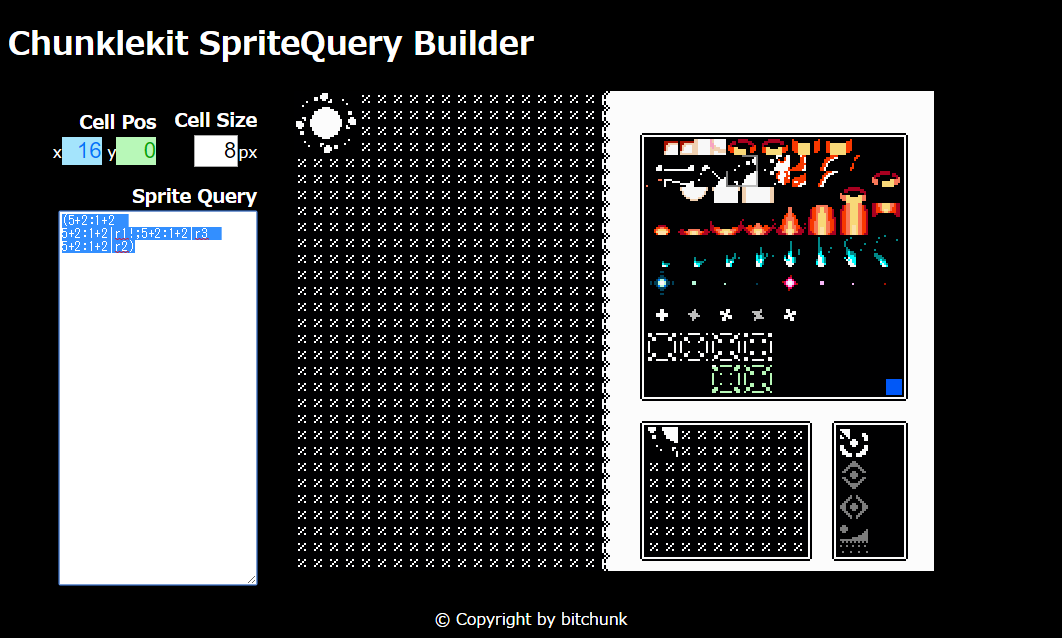 Chunklekit SpriteQuery Builder
Cell Pos Cell Size
x 16 y 0 8 px
Sprite Query
(5+2:1+2
5+2:1+2|r1!;5+2:1+2|r3
5+2:1+2|r2)
© Copyright by bitchunk